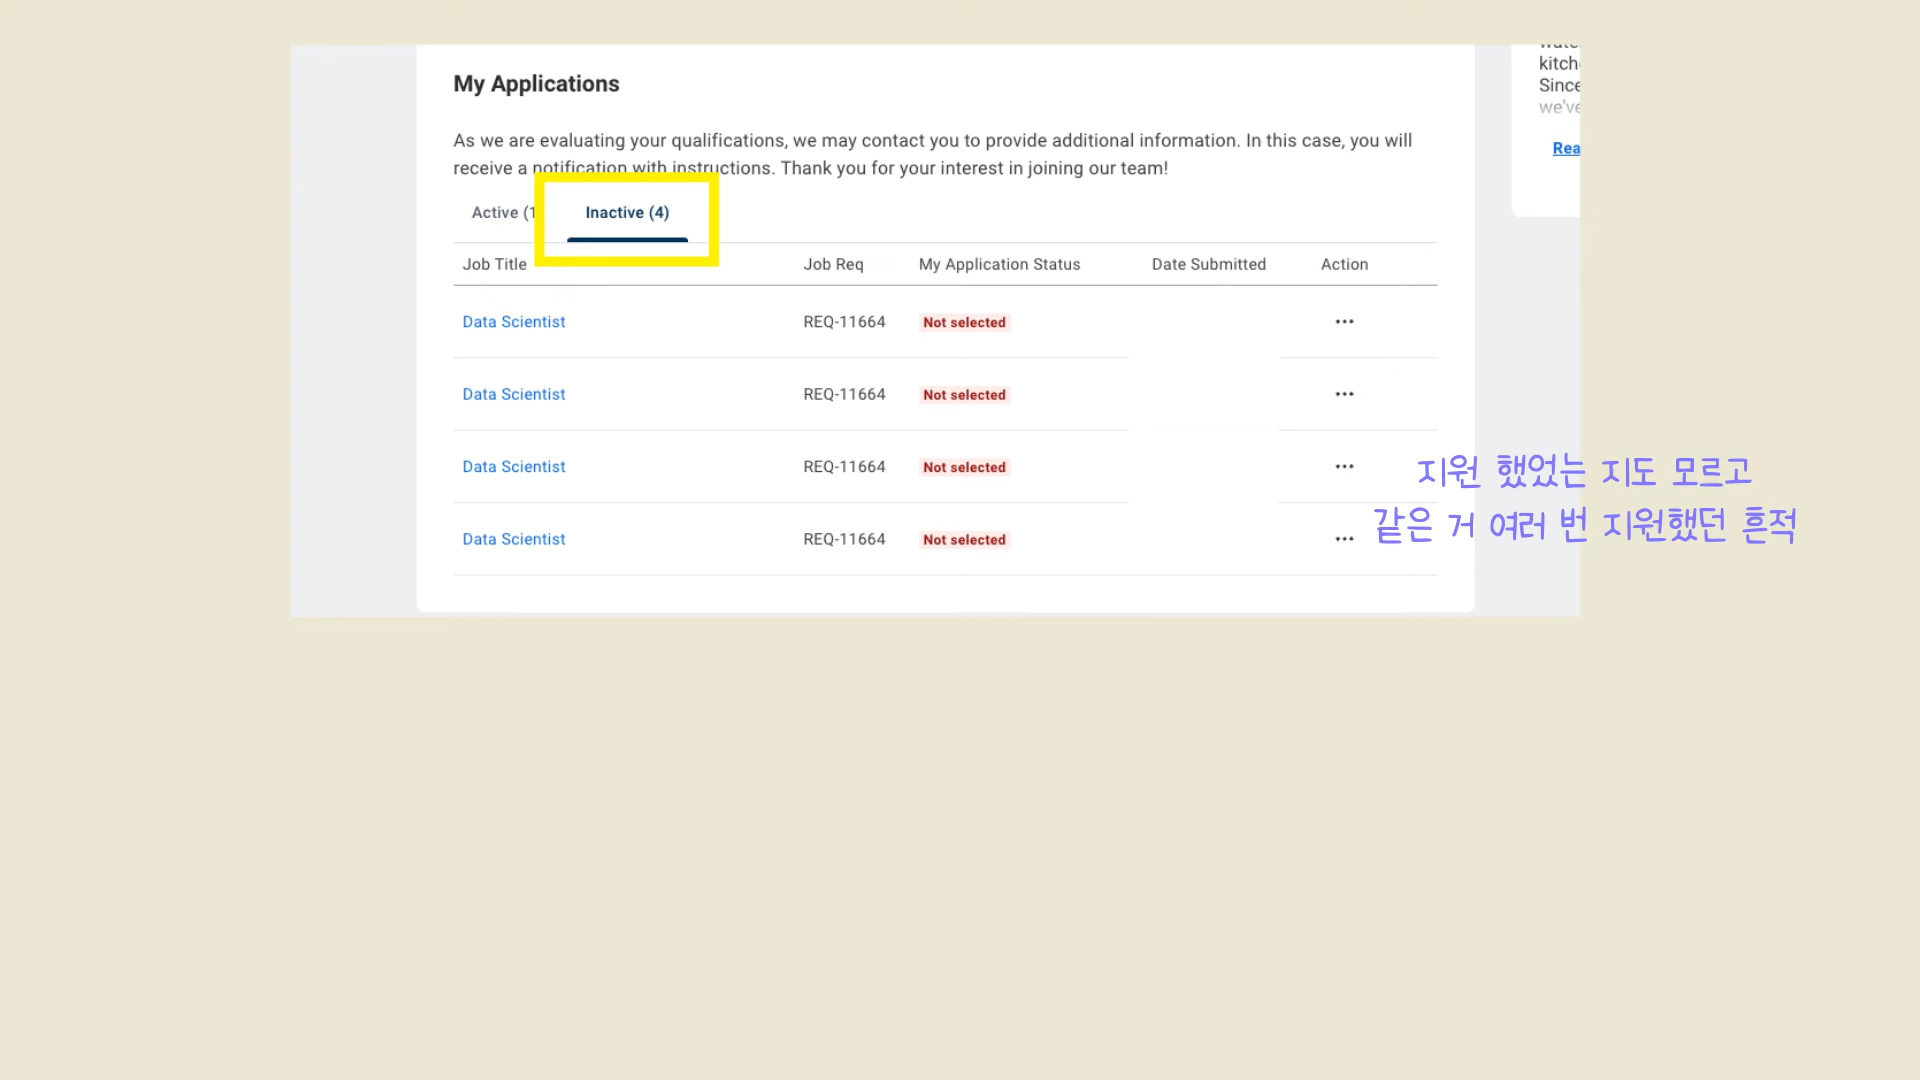 My Applications
As we are evaluating your qualifications, we may contact you to provide additional information. In this case, you will
receive a notification with instructions. Thank you for your interest in joining our team!
Active (1
Inactive (4)
Job Title
Job Req
My Application Status
Date Submitted
Action
Data Scientist
REQ-11664
Not selected
Data Scientist
REQ-11664
Not selected
Data Scientist
REQ-11664
Not selected
Data Scientist
REQ-11664
Not selected
지원 했었는 지도 모르고
같은 거 여러 번 지원했던 흔적
Since
we've